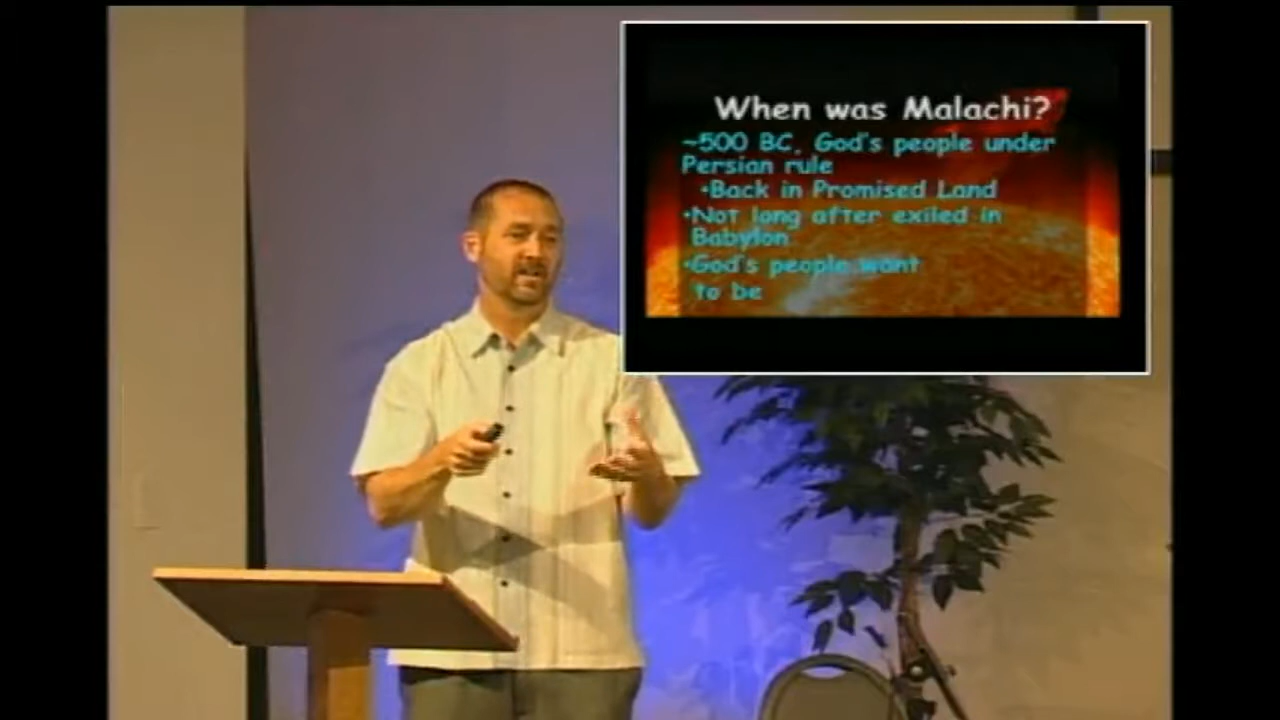 When was Malachi?
~500 BC, God's people under
Persian rule
•Back in Promised Land
•Not long after exiled in
Babylon
•God's people want
to be